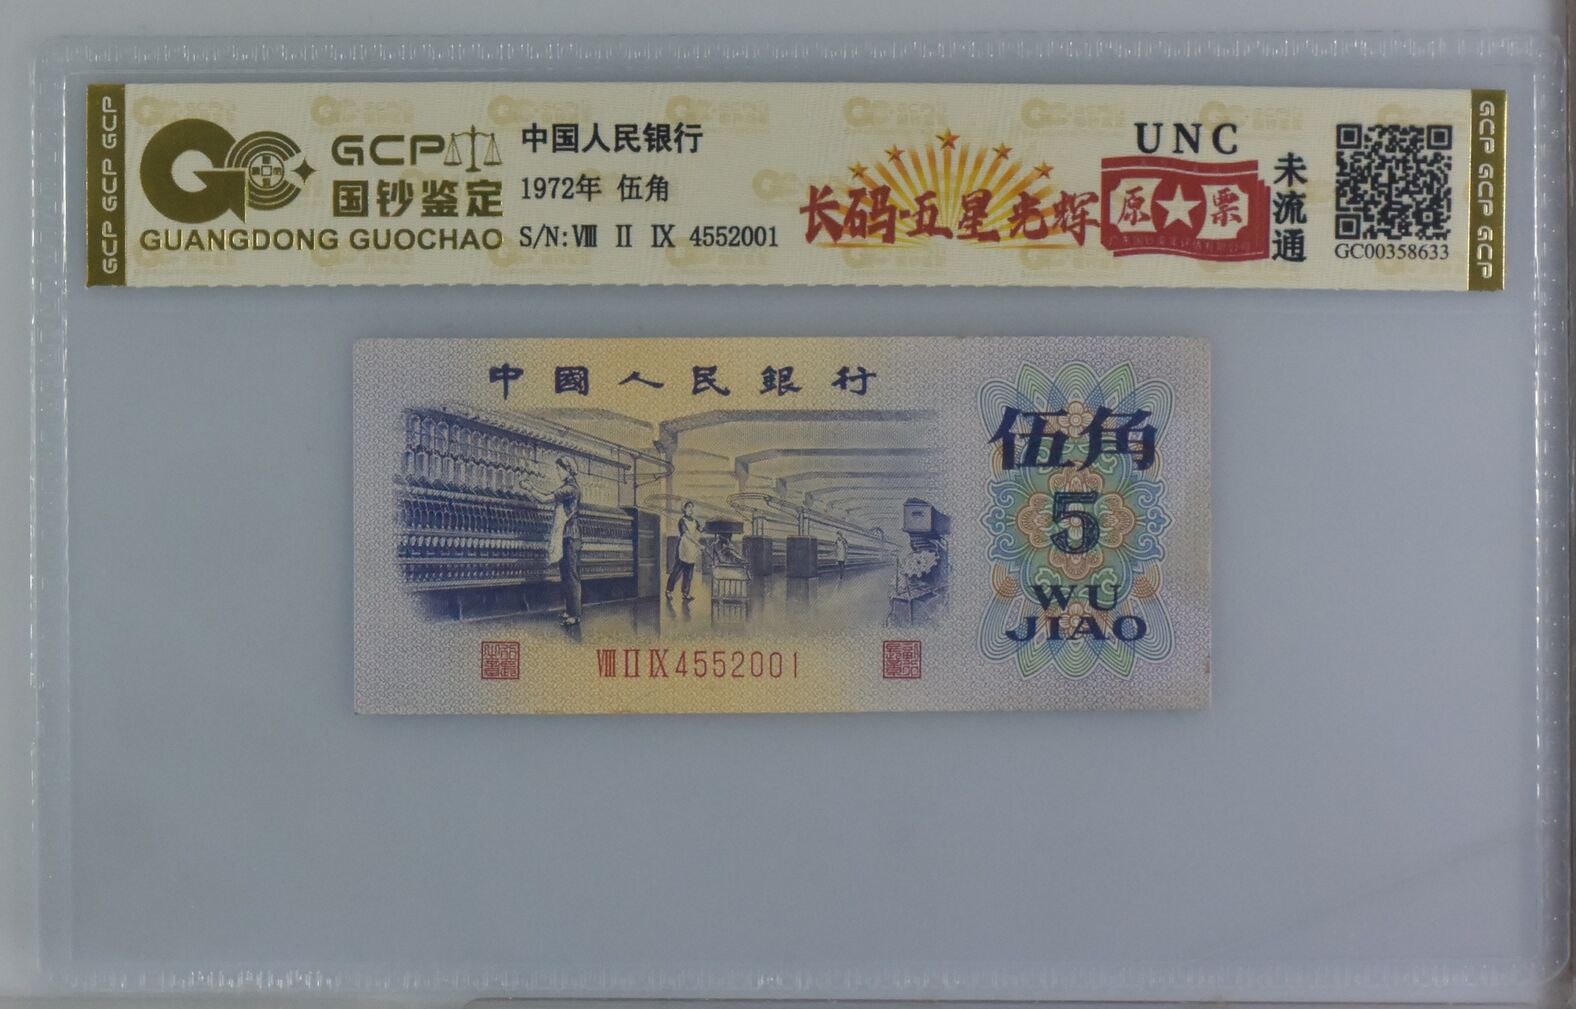 GCP GCP GCP
GCP
国钞鉴定
GUANGDONG GUOCHAO
中国人民银行
1972年 伍角
S/N: Ⅷ Ⅱ Ⅸ 4552001
长码·五星光辉
UNC
原票
未流通
GC00358633
GCP GCP GCP
中國人民銀行
伍角
5
WU
JIAO
Ⅷ Ⅱ Ⅸ 4552001